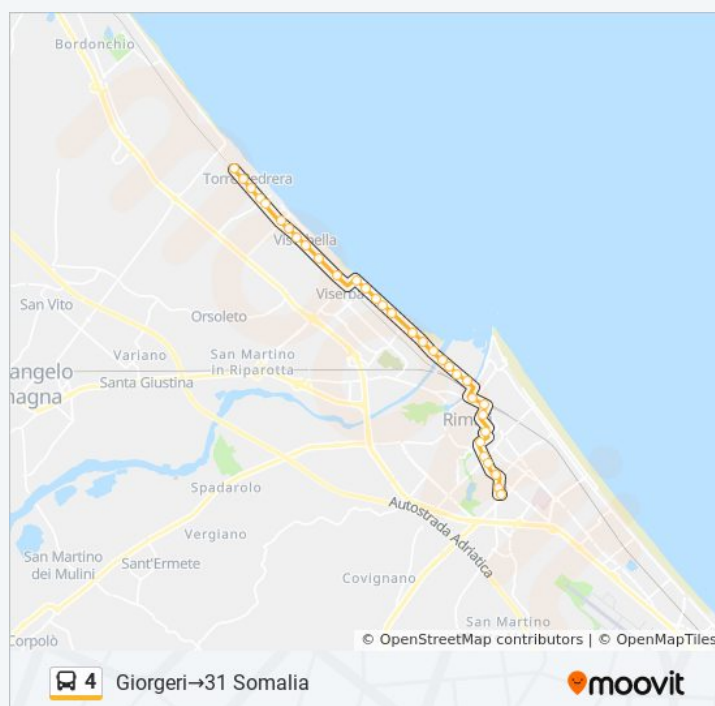 Bordonchio
Torre Pedrera
Viserbella
San Vito
Viserba
Orsoleto
Variano
San Martino
in Riparotta
angelo
Santa Giustina
magna
Rimini
Spadarolo
Autostrada Adriatica
Vergiano
San Martino
dei Mulini
Sant'Ermete
Covignano
San Martino
Corpolò
© OpenStreetMap contributors | © OpenMapTiles
4 Giorgeri→31 Somalia
moovit